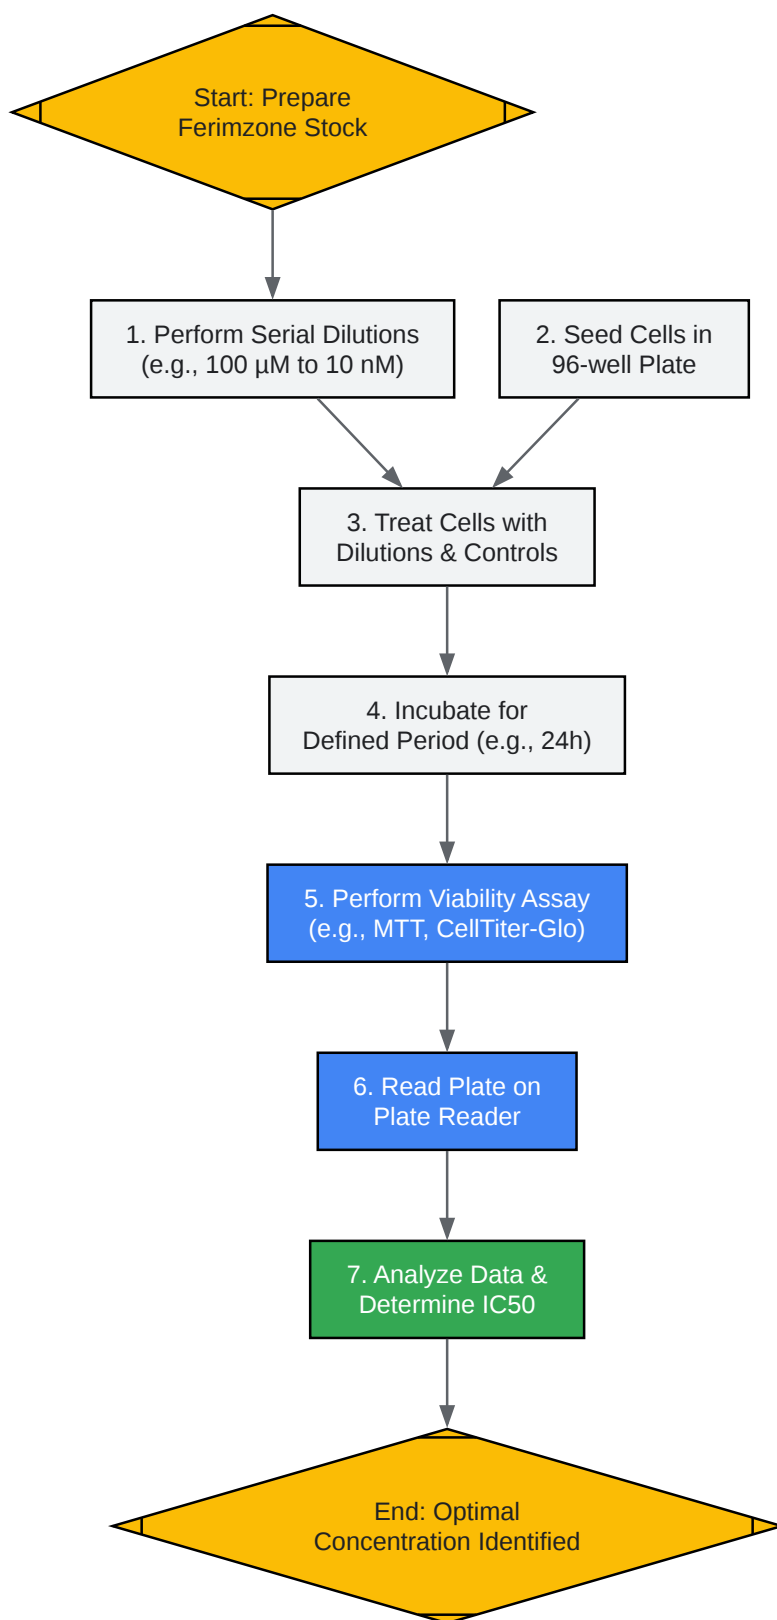 Start: Prepare
Ferimzone Stock
1. Perform Serial Dilutions
(e.g., 100 µM to 10 nM)
2. Seed Cells in
96-well Plate
3. Treat Cells with
Dilutions & Controls
4. Incubate for
Defined Period (e.g., 24h)
5. Perform Viability Assay
(e.g., MTT, CellTiter-Glo)
6. Read Plate on
Plate Reader
7. Analyze Data &
Determine IC50
End: Optimal
Concentration Identified